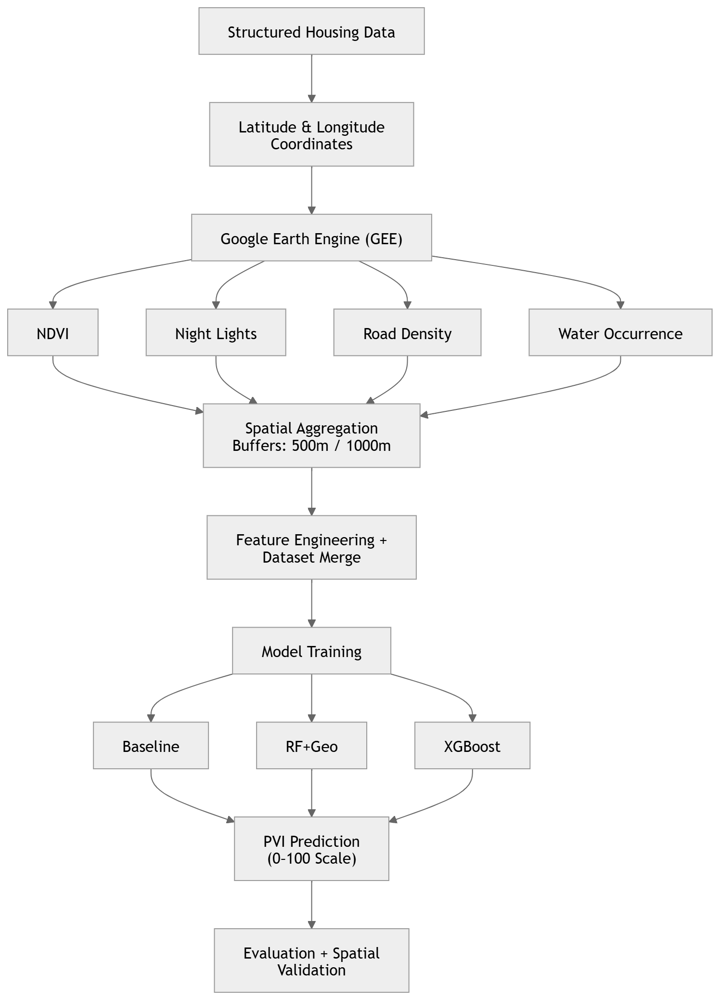 Structured Housing Data
Latitude & Longitude
Coordinates
Google Earth Engine (GEE)
NDVI
Night Lights
Road Density
Water Occurrence
Spatial Aggregation
Buffers: 500m / 1000m
Feature Engineering +
Dataset Merge
Model Training
Baseline
RF+Geo
XGBoost
PVI Prediction
(0–100 Scale)
Evaluation + Spatial
Validation